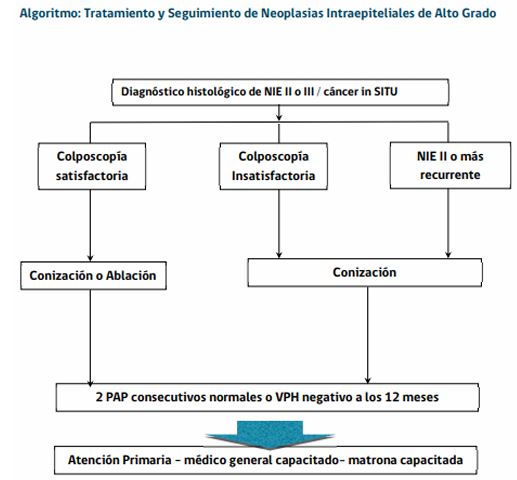 Algoritmo: Tratamiento y Seguimiento de Neoplasias Intraepiteliales de Alto Grado
Diagnóstico histológico de NIE II o III / cáncer in SITU
Colposcopía
satisfactoria
Colposcopía
Insatisfactoria
NIE II o más
recurrente
Conización o Ablación
Conización
2 PAP consecutivos normales o VPH negativo a los 12 meses
Atención Primaria – médico general capacitado– matrona capacitada